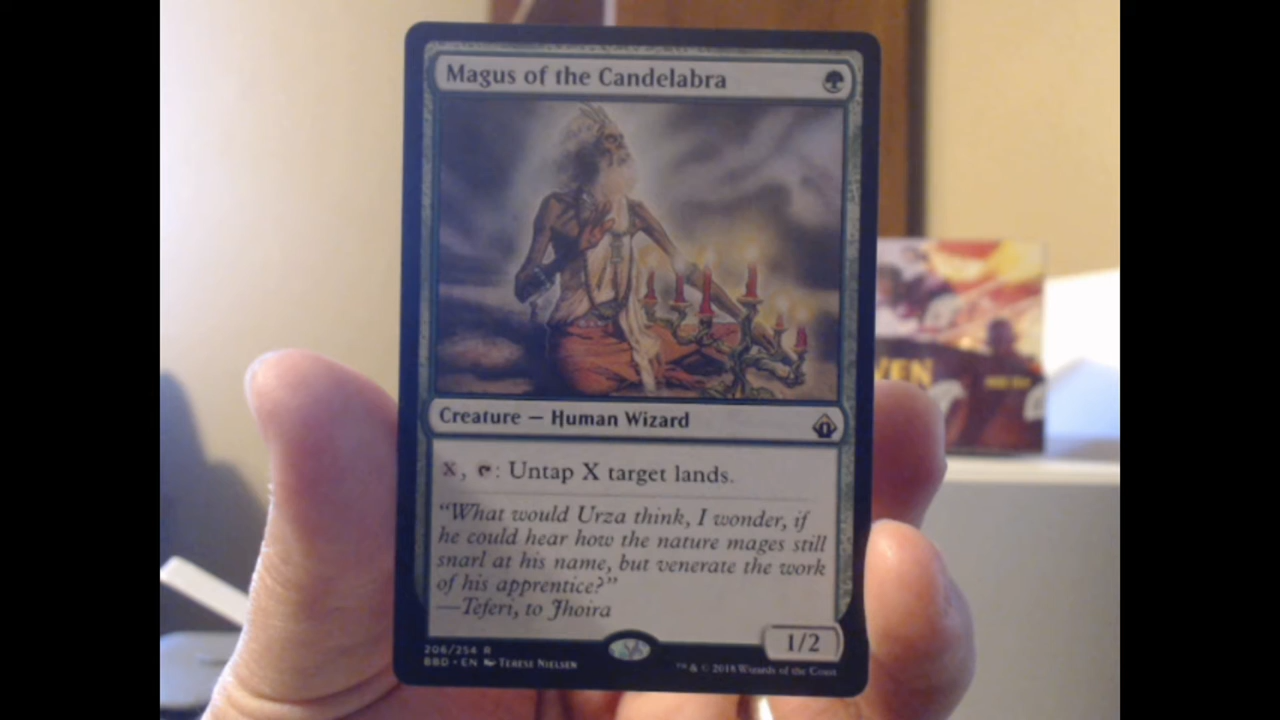 Magus of the Candelabra
Creature — Human Wizard
X, : Untap X target lands.
“What would Urza think, I wonder, if
he could hear how the nature mages still
snarl at his name, but venerate the work
of his apprentice?”
—Teferi, to Jhoira
1/2
206/254 R
BBD • EN TERESE NIELSEN
™ & © 2018 Wizards of the Coast
VEN